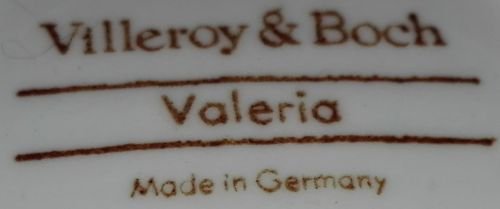 Villeroy & Boch
Valeria
Made in Germany